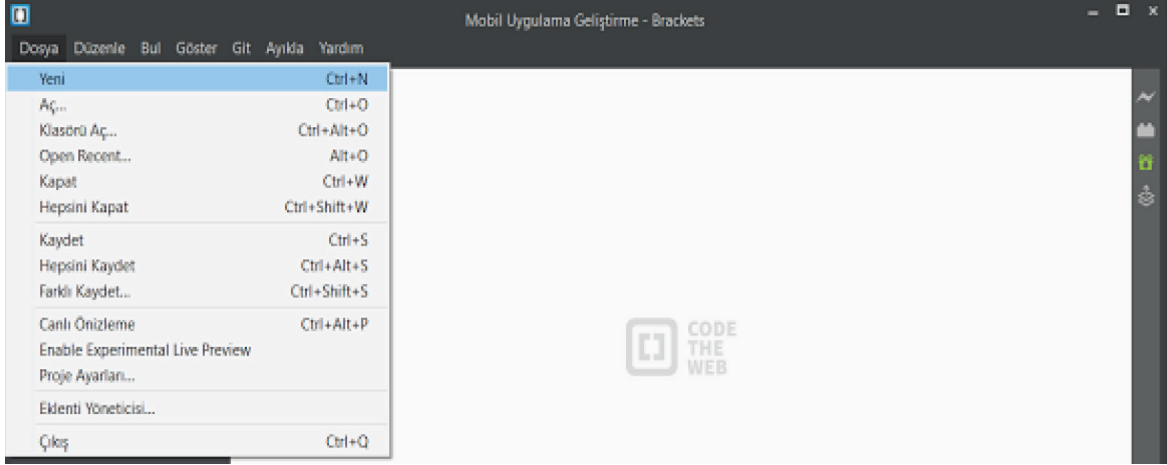 Mobil Uygulama Geliştirme - Brackets
Dosya Düzenle Bul Göster Git Ayıkla Yardım
Yeni Ctrl+N
Aç... Ctrl+O
Klasörü Aç... Ctrl+Alt+O
Open Recent... Alt+O
Kapat Ctrl+W
Hepsini Kapat Ctrl+Shift+W
Kaydet Ctrl+S
Hepsini Kaydet Ctrl+Alt+S
Farklı Kaydet... Ctrl+Shift+S
Canlı Önizleme Ctrl+Alt+P
Enable Experimental Live Preview
Proje Ayarları...
Eklenti Yöneticisi...
Çıkış Ctrl+Q
CODE
THE
WEB